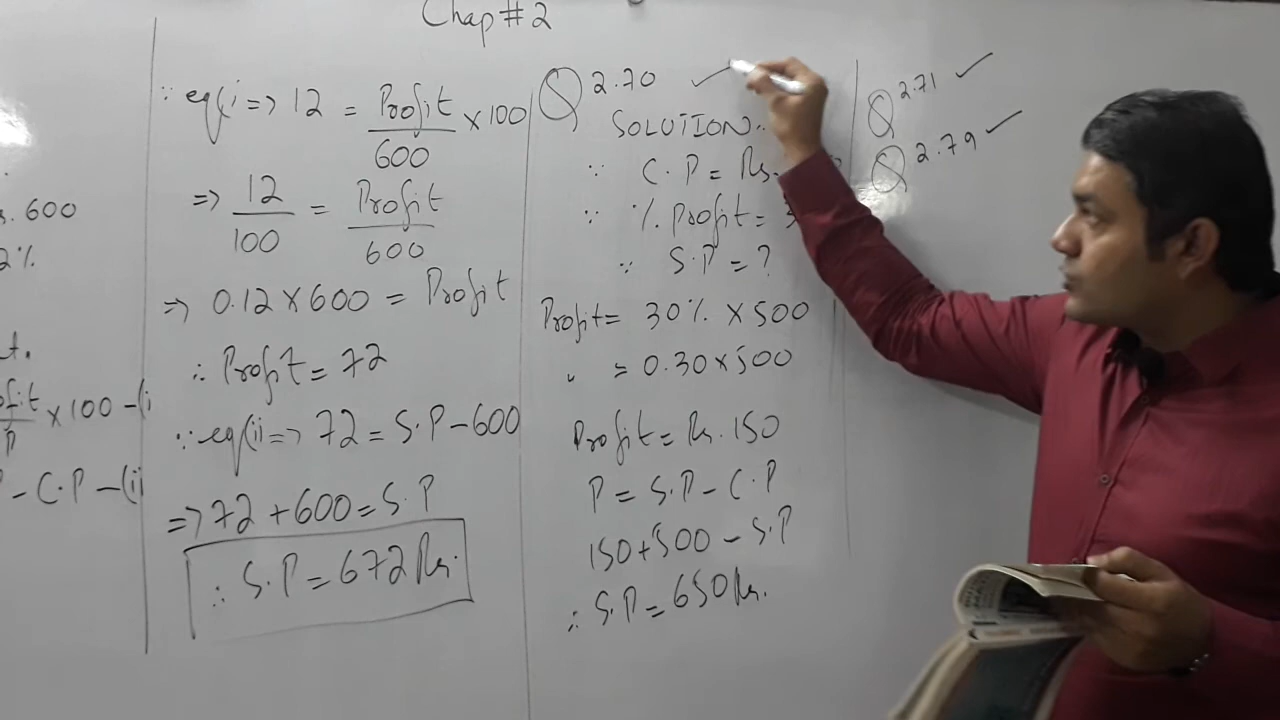 Chap # 2
. 600
2%
t.
× 100 - (i
P - C.P - (ii
∵ eq(i => 12 = Profit/600 × 100
=> 12/100 = Profit/600
=> 0.12 × 600 = Profit
∴ Profit = 72
∵ eq(ii => 72 = S.P - 600
=> 72 + 600 = S.P
∴ S.P = 672 Rs.
Q 2.70 ✓
SOLUTION..
∵ C.P = Rs.
∵ % Profit = 3
∵ S.P = ?
Profit = 30% × 500
" = 0.30 × 500
Profit = Rs. 150
P = S.P - C.P
150 + 500 - S.P
∴ S.P = 650 Rs.
Q 2.71 ✓
Q 2.79 ✓